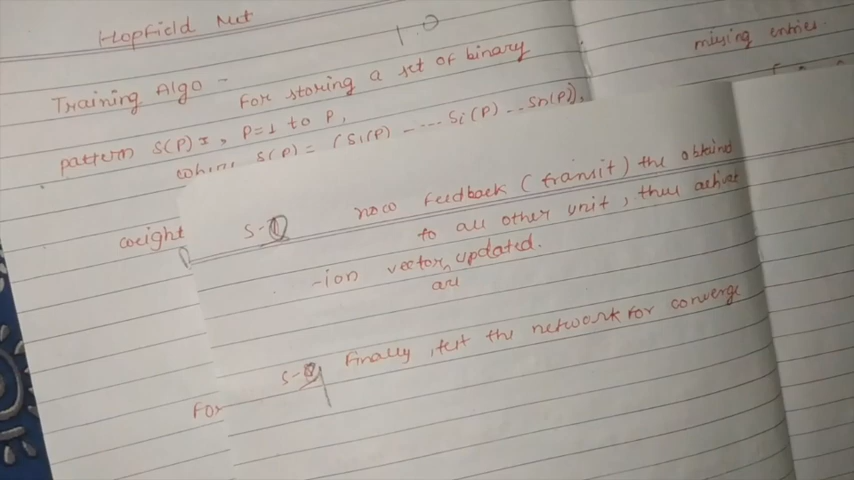 Hopfield Net
1.0
missing entries.
Training Algo -
For storing a set of binary
pattern S(P) I, P=1 to P,
where S(P) = (S1(P) - ---- Si(P) -.. Sn(P)).
weight
S-
now Feedback (transit) the obtaind
to all other unit, thus activat
-ion vector, updated.
are
S-
Finally, test the network for converge
For